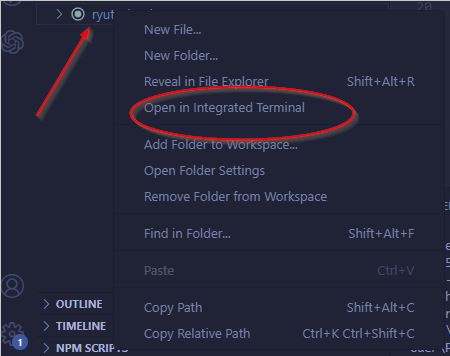 20
New File...
New Folder...
Reveal in File Explorer Shift+Alt+R
Open in Integrated Terminal
Add Folder to Workspace...
Open Folder Settings
Remove Folder from Workspace
Find in Folder... Shift+Alt+F
Paste Ctrl+V
Copy Path Shift+Alt+C
Copy Relative Path Ctrl+K Ctrl+Shift+C
OUTLINE
TIMELINE
NPM SCRIPTS
1